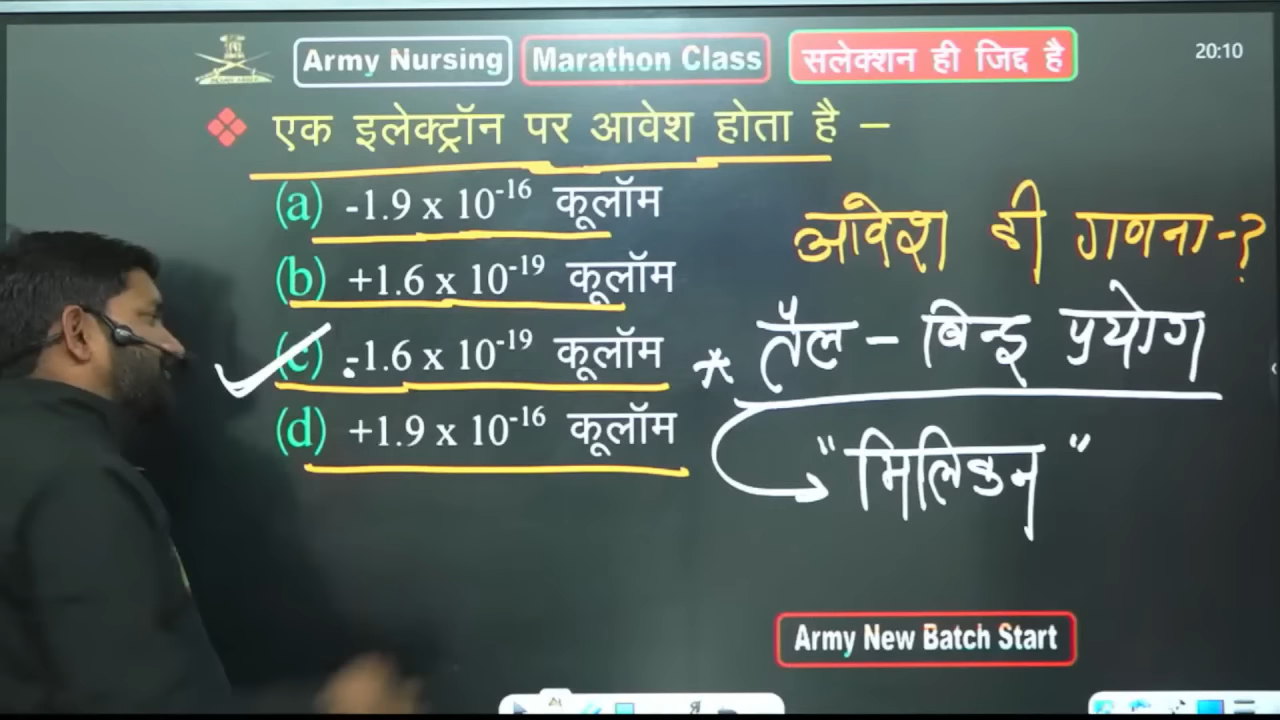 Army Nursing Marathon Class सलेक्शन ही जिद्द है 20:10
एक इलेक्ट्रॉन पर आवेश होता है –
(a) -1.9 x 10-16 कूलॉम
(b) +1.6 x 10-19 कूलॉम
(c) -1.6 x 10-19 कूलॉम
(d) +1.9 x 10-16 कूलॉम
आवेश की गणना-?
* तैल - बिन्दु प्रयोग
"मिलिकन"
Army New Batch Start